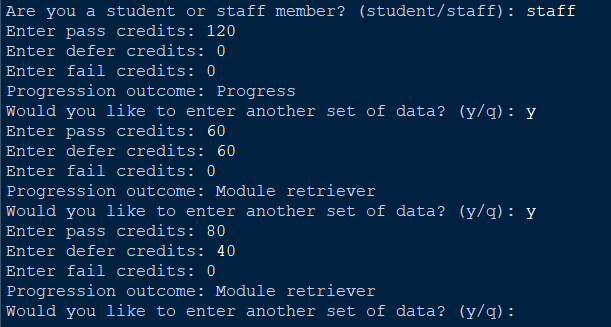 Are you a student or staff member? (student/staff): staff
Enter pass credits: 120
Enter defer credits: 0
Enter fail credits: 0
Progression outcome: Progress
Would you like to enter another set of data? (y/q): y
Enter pass credits: 60
Enter defer credits: 60
Enter fail credits: 0
Progression outcome: Module retriever
Would you like to enter another set of data? (y/q): y
Enter pass credits: 80
Enter defer credits: 40
Enter fail credits: 0
Progression outcome: Module retriever
Would you like to enter another set of data? (y/q):